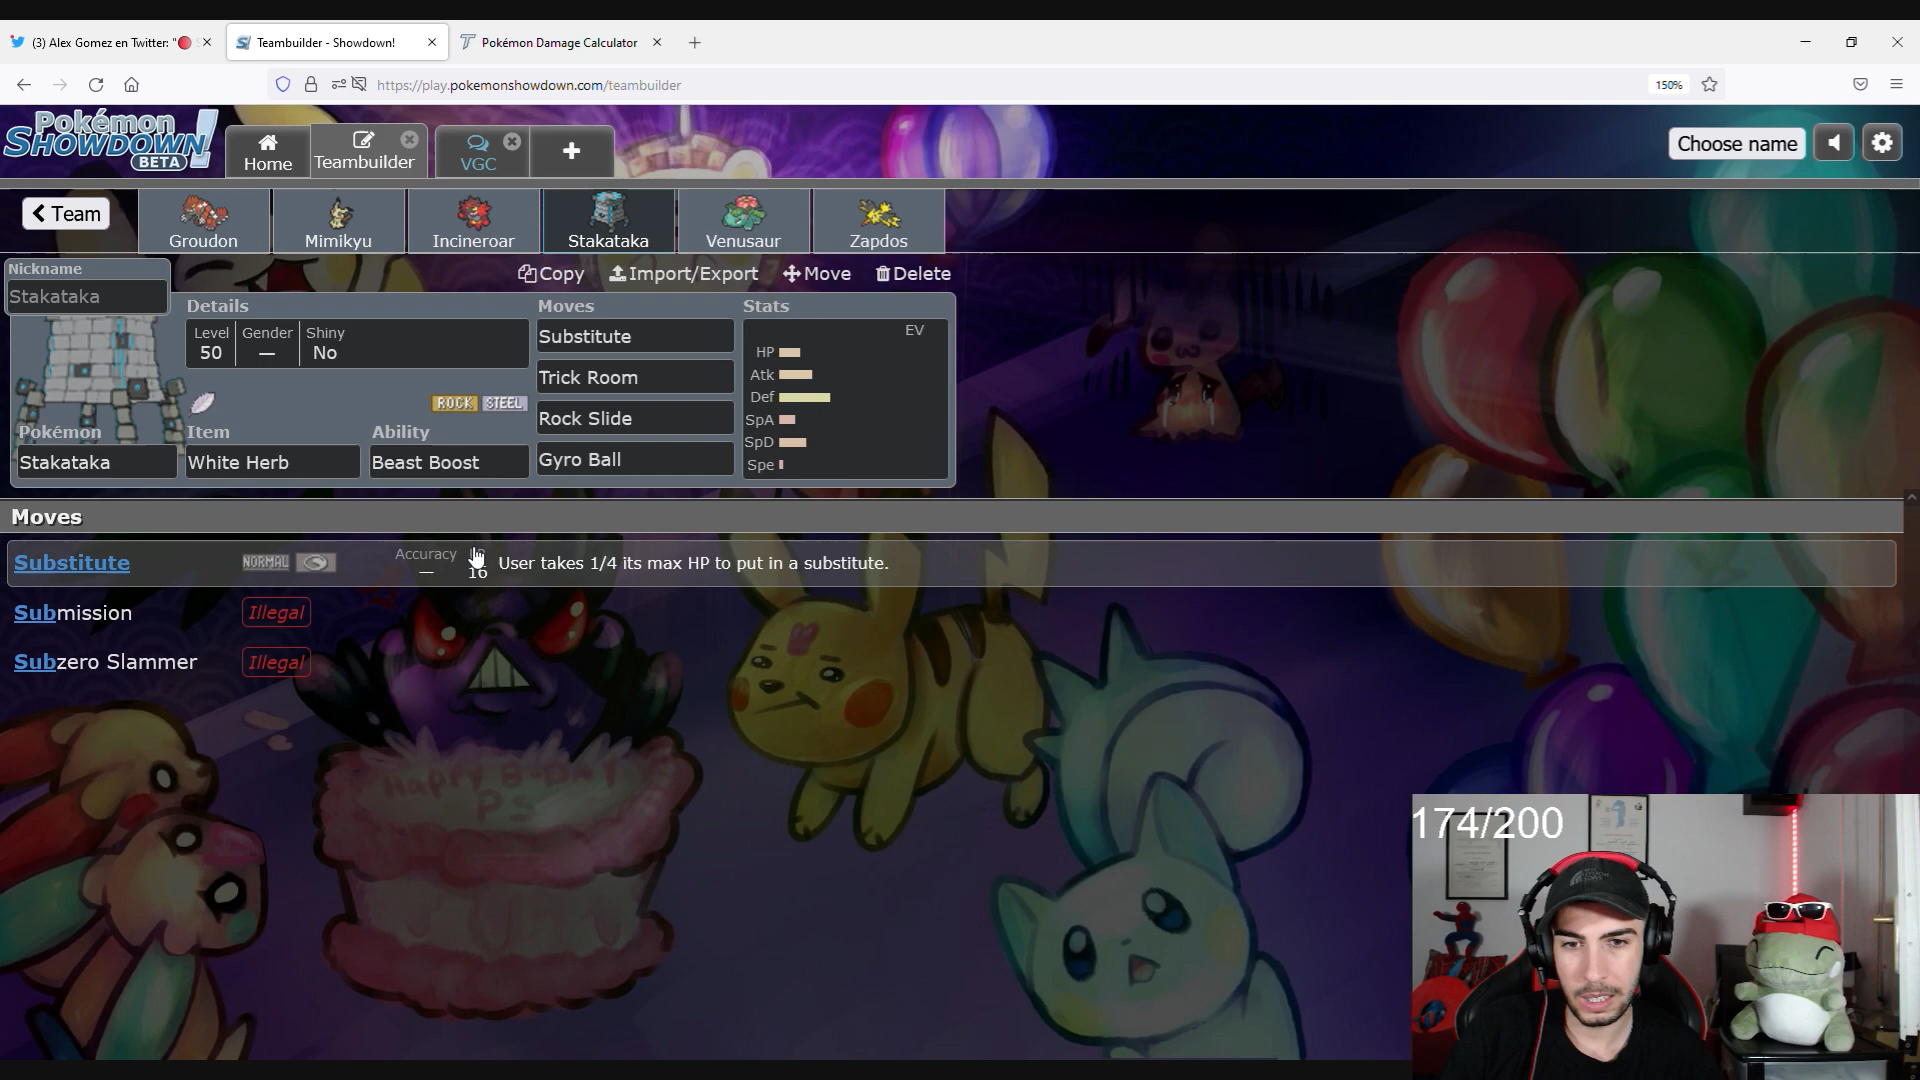 (3) Alex Gomez en Twitter: "
Teambuilder - Showdown!
Pokémon Damage Calculator
https://play.pokemonshowdown.com/teambuilder
150%
Pokémon
SHOWDOWN!
BETA
Home
Teambuilder
VGC
Choose name
Team
Groudon
Mimikyu
Incineroar
Stakataka
Venusaur
Zapdos
Nickname
Stakataka
Copy
Import/Export
Move
Delete
Details
Level
50
Gender
—
Shiny
No
ROCK STEEL
Pokémon
Stakataka
Item
White Herb
Ability
Beast Boost
Moves
Substitute
Trick Room
Rock Slide
Gyro Ball
Stats
EV
HP
Atk
Def
SpA
SpD
Spe
Moves
Substitute NORMAL Accuracy — 16 User takes 1/4 its max HP to put in a substitute.
Submission Illegal
Subzero Slammer Illegal
Happy B-DAY
PS
174/200